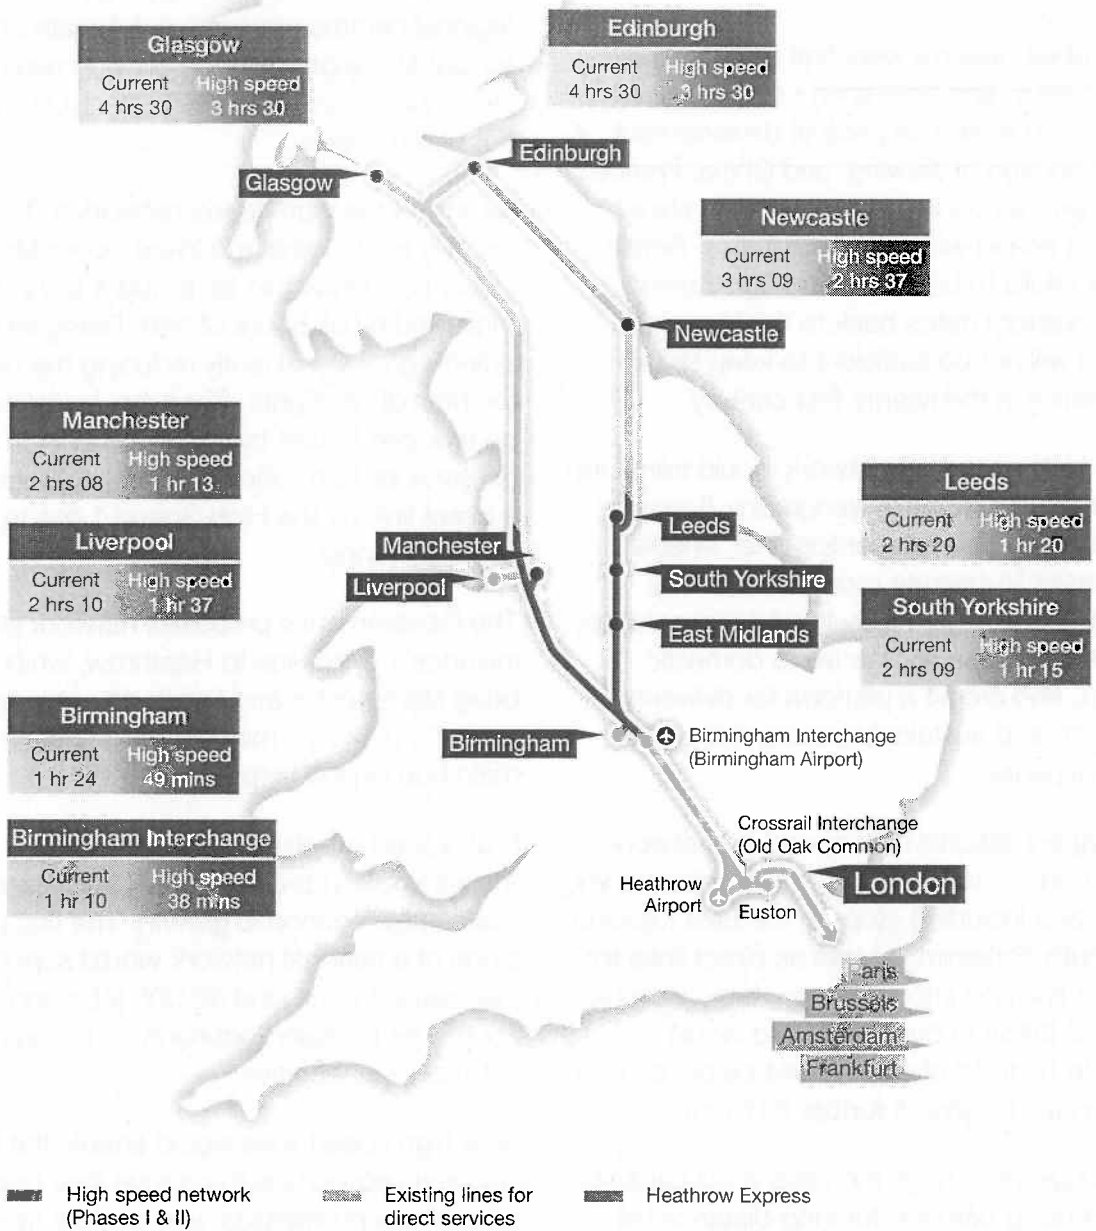 Glasgow
Current High speed
4 hrs 30 3 hrs 30
Edinburgh
Current High speed
4 hrs 30 3 hrs 30
Edinburgh
Glasgow
Newcastle
Current High speed
3 hrs 09 2 hrs 37
Newcastle
Manchester
Current High speed
2 hrs 08 1 hr 13
Liverpool
Current High speed
2 hrs 10 1 hr 37
Manchester
Liverpool
Leeds
South Yorkshire
East Midlands
Leeds
Current High speed
2 hrs 20 1 hr 20
South Yorkshire
Current High speed
2 hrs 09 1 hr 15
Birmingham
Current High speed
1 hr 24 49 mins
Birmingham
Birmingham Interchange
(Birmingham Airport)
Birmingham Interchange
Current High speed
1 hr 10 38 mins
Crossrail Interchange
(Old Oak Common)
London
Heathrow
Airport
Euston
Paris
Brussels
Amsterdam
Frankfurt
High speed network
(Phases I & II)
Existing lines for
direct services
Heathrow Express